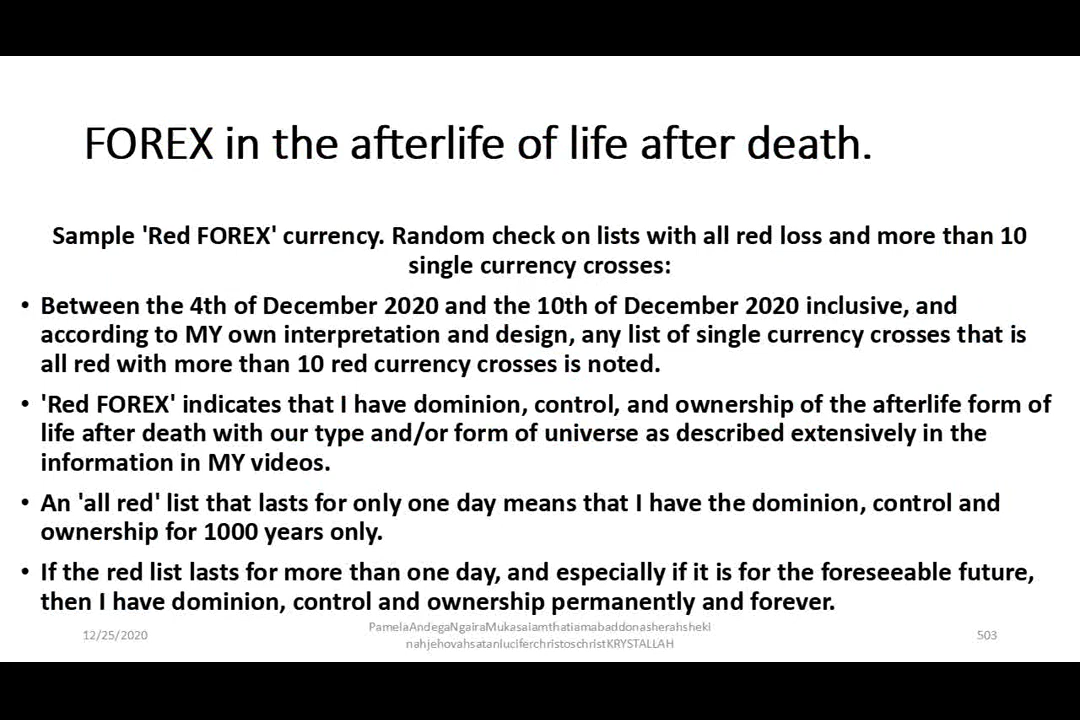 FOREX in the afterlife of life after death.
Sample 'Red FOREX' currency. Random check on lists with all red loss and more than 10
single currency crosses:
• Between the 4th of December 2020 and the 10th of December 2020 inclusive, and
according to MY own interpretation and design, any list of single currency crosses that is
all red with more than 10 red currency crosses is noted.
• 'Red FOREX' indicates that I have dominion, control, and ownership of the afterlife form of
life after death with our type and/or form of universe as described extensively in the
information in MY videos.
• An 'all red' list that lasts for only one day means that I have the dominion, control and
ownership for 1000 years only.
• If the red list lasts for more than one day, and especially if it is for the foreseeable future,
then I have dominion, control and ownership permanently and forever.
12/25/2020
PamelaAndegaNgairaMukasaiamthatiamabaddonasherahsheki
nahjehovahsatanluciferchristoschristKRYSTALLAH
503